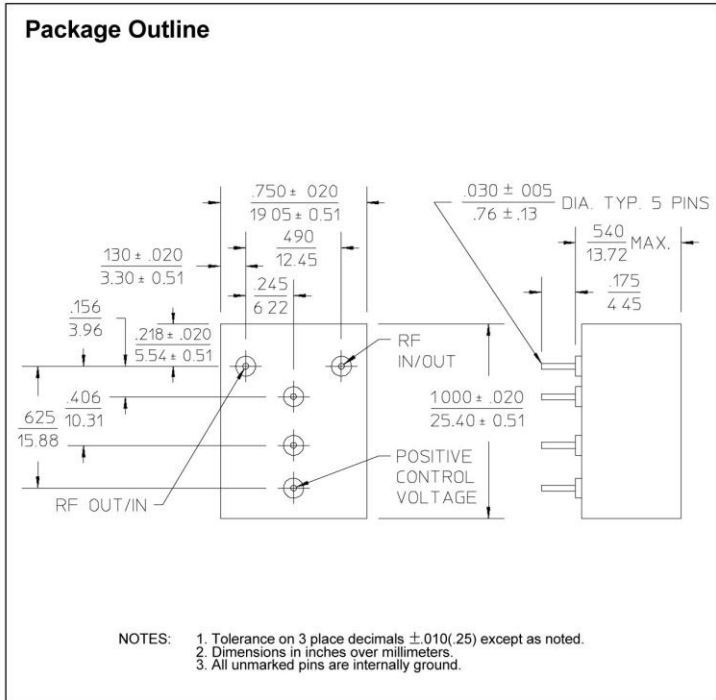 Package Outline
.750 ± 020
19 05 ± 0.51
.030 ± 005
.76 ± .13
DIA. TYP. 5 PINS
490
12.45
540
13.72
MAX.
130 ± .020
3.30 ± 0.51
.245
6 22
.175
4 45
.156
3.96
.218 ± .020
5.54 ± 0.51
RF
IN/OUT
.406
10.31
1 000 ± .020
25.40 ± 0.51
625
15.88
POSITIVE
CONTROL
VOLTAGE
RF OUT/IN
NOTES: 1. Tolerance on 3 place decimals ±.010(.25) except as noted.
2. Dimensions in inches over millimeters.
3. All unmarked pins are internally ground.